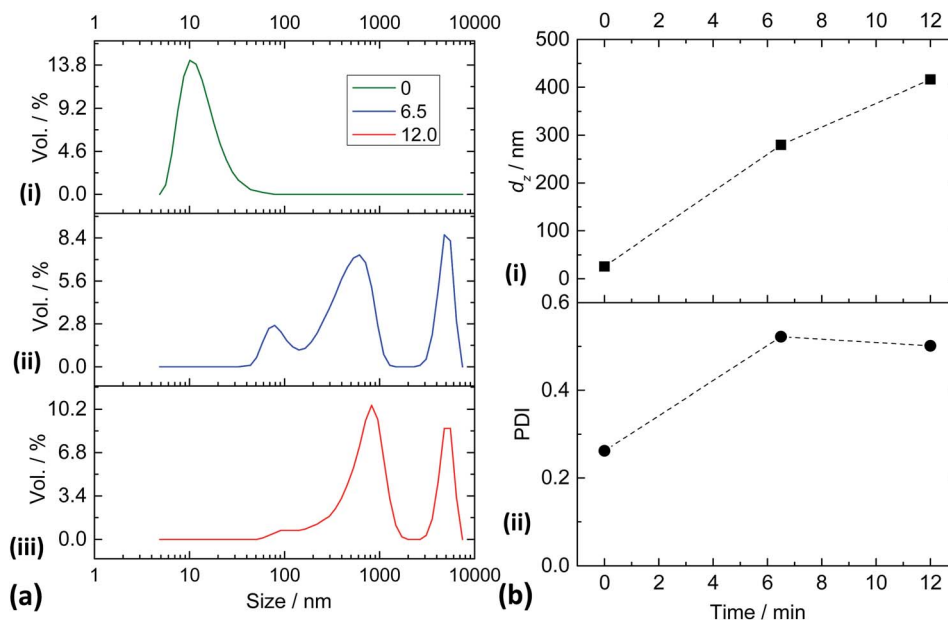 1 10 100 1000 10000
13.8
9.2
4.6
0.0
Vol. / %
(i)
0
6.5
12.0
8.4
5.6
2.8
0.0
Vol. / %
(ii)
10.2
6.8
3.4
0.0
Vol. / %
(iii)
1 10 100 1000 10000
Size / nm
(a)
0 2 4 6 8 10 12
500
400
300
200
100
0
d_z / nm
(i)
0.6
0.4
0.2
0.0
PDI
(ii)
0 2 4 6 8 10 12
Time / min
(b)